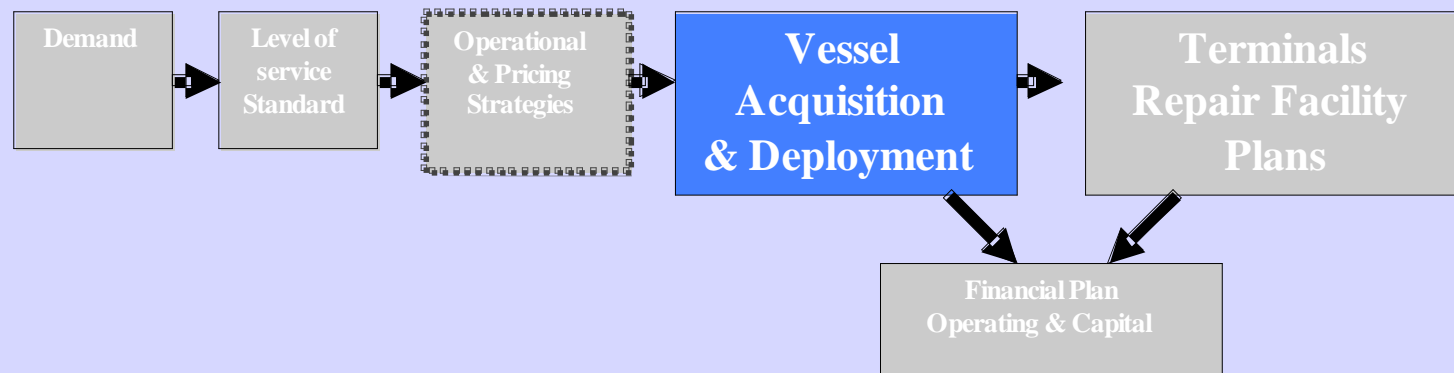 Demand
Level of
service
Standard
Operational
& Pricing
Strategies
Vessel
Acquisition
& Deployment
Terminals
Repair Facility
Plans
Financial Plan
Operating & Capital